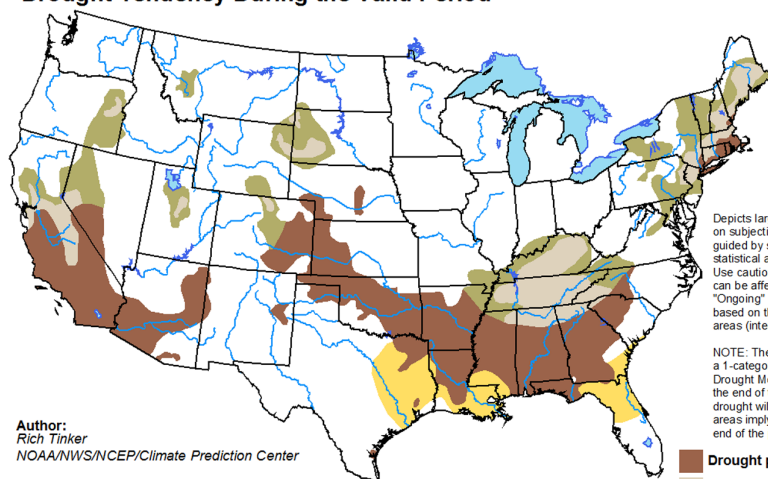 Drought Tendency During the Valid Period
Depicts lar
on subjecti
guided by s
statistical a
Use cautio
can be affe
"Ongoing"
based on th
areas (inte
NOTE: The
a 1-catego
Drought M
the end of
drought wil
areas imply
end of the
Author:
Rich Tinker
NOAA/NWS/NCEP/Climate Prediction Center
Drought p